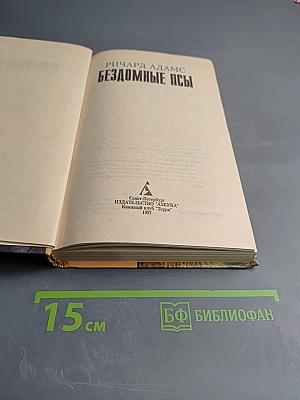 РИЧАРД АДАМС
БЕЗДОМНЫЕ ПСЫ
Санкт-Петербург
ИЗДАТЕЛЬСТВО "АЗБУКА"
Книжный клуб "Терра"
1997
15 см
БФ БИБЛИОФАН